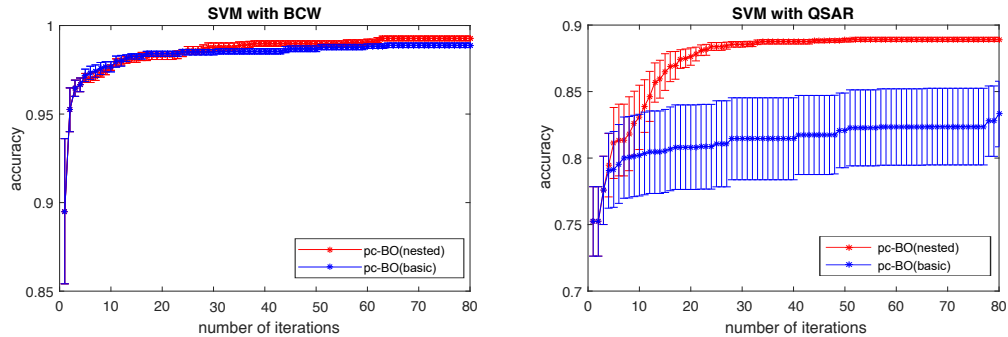 SVM with BCW
1
0.95
0.9
0.85
accuracy
0 10 20 30 40 50 60 70 80
number of iterations
pc-BO(nested)
pc-BO(basic)
SVM with QSAR
0.9
0.85
0.8
0.75
0.7
accuracy
0 10 20 30 40 50 60 70 80
number of iterations
pc-BO(nested)
pc-BO(basic)